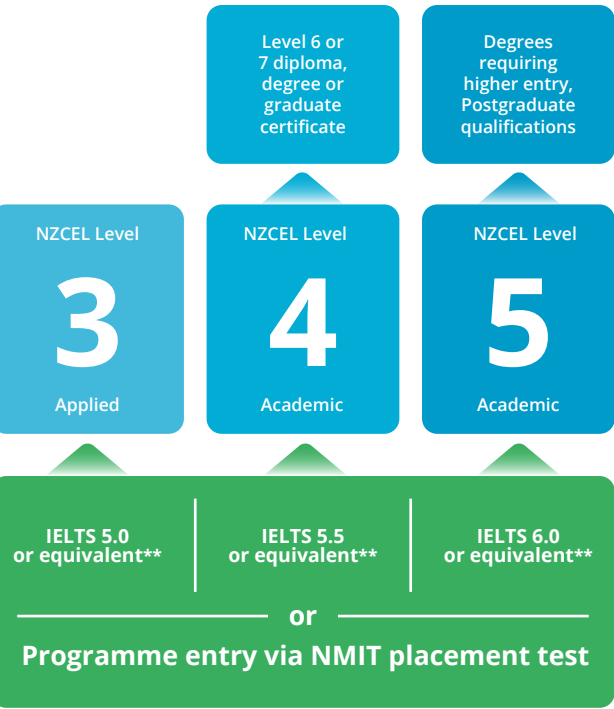 Level 6 or
7 diploma,
degree or
graduate
certificate
Degrees
requiring
higher entry,
Postgraduate
qualifications
NZCEL Level
3
Applied
NZCEL Level
4
Academic
NZCEL Level
5
Academic
IELTS 5.0
or equivalent**
IELTS 5.5
or equivalent**
IELTS 6.0
or equivalent**
or
Programme entry via NMIT placement test